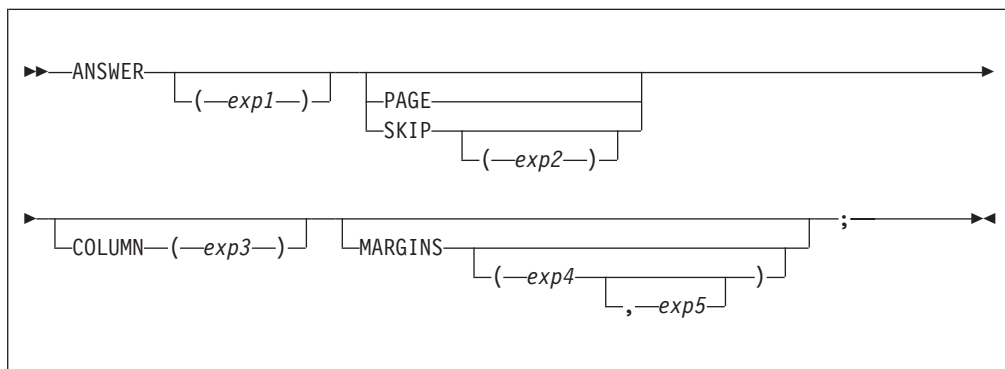 ANSWER
( exp1 )
PAGE
SKIP
( exp2 )
COLUMN ( exp3 )
MARGINS
( exp4 )
, exp5
;